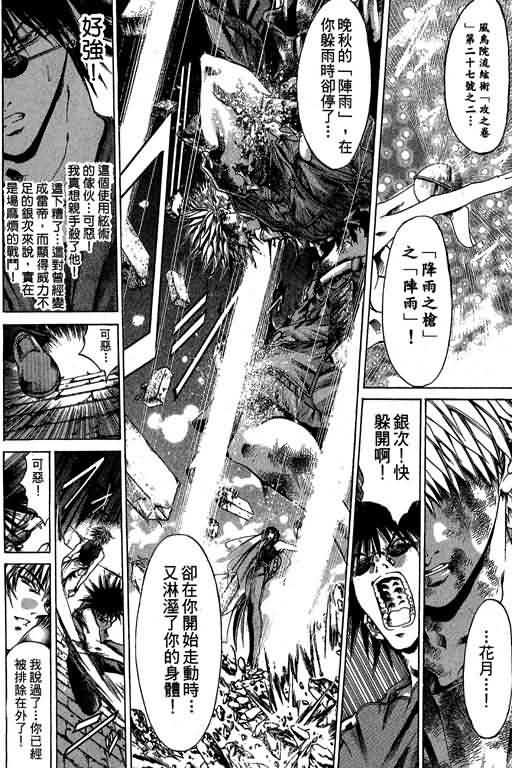 風鳥院流絃術「攻之卷
」第二十七號之二…
「降雨之槍」
之「陣雨」！
…花月…！
銀次！快
躲開啊！
晚秋的「陣雨」，在
你躲雨時
卻停了…
卻在你開始走動時…
又淋溼了你的身體！
好強！
這個使用絃術
的傢伙…可惡！
我真想親手殺了他！
這下糟了…這對曾經變
成雷帝，而顯得威力不
足的銀次來說，實在
是場麻煩的戰鬥！
可惡…
可惡！
我說過了…你已經
被排除在外了！